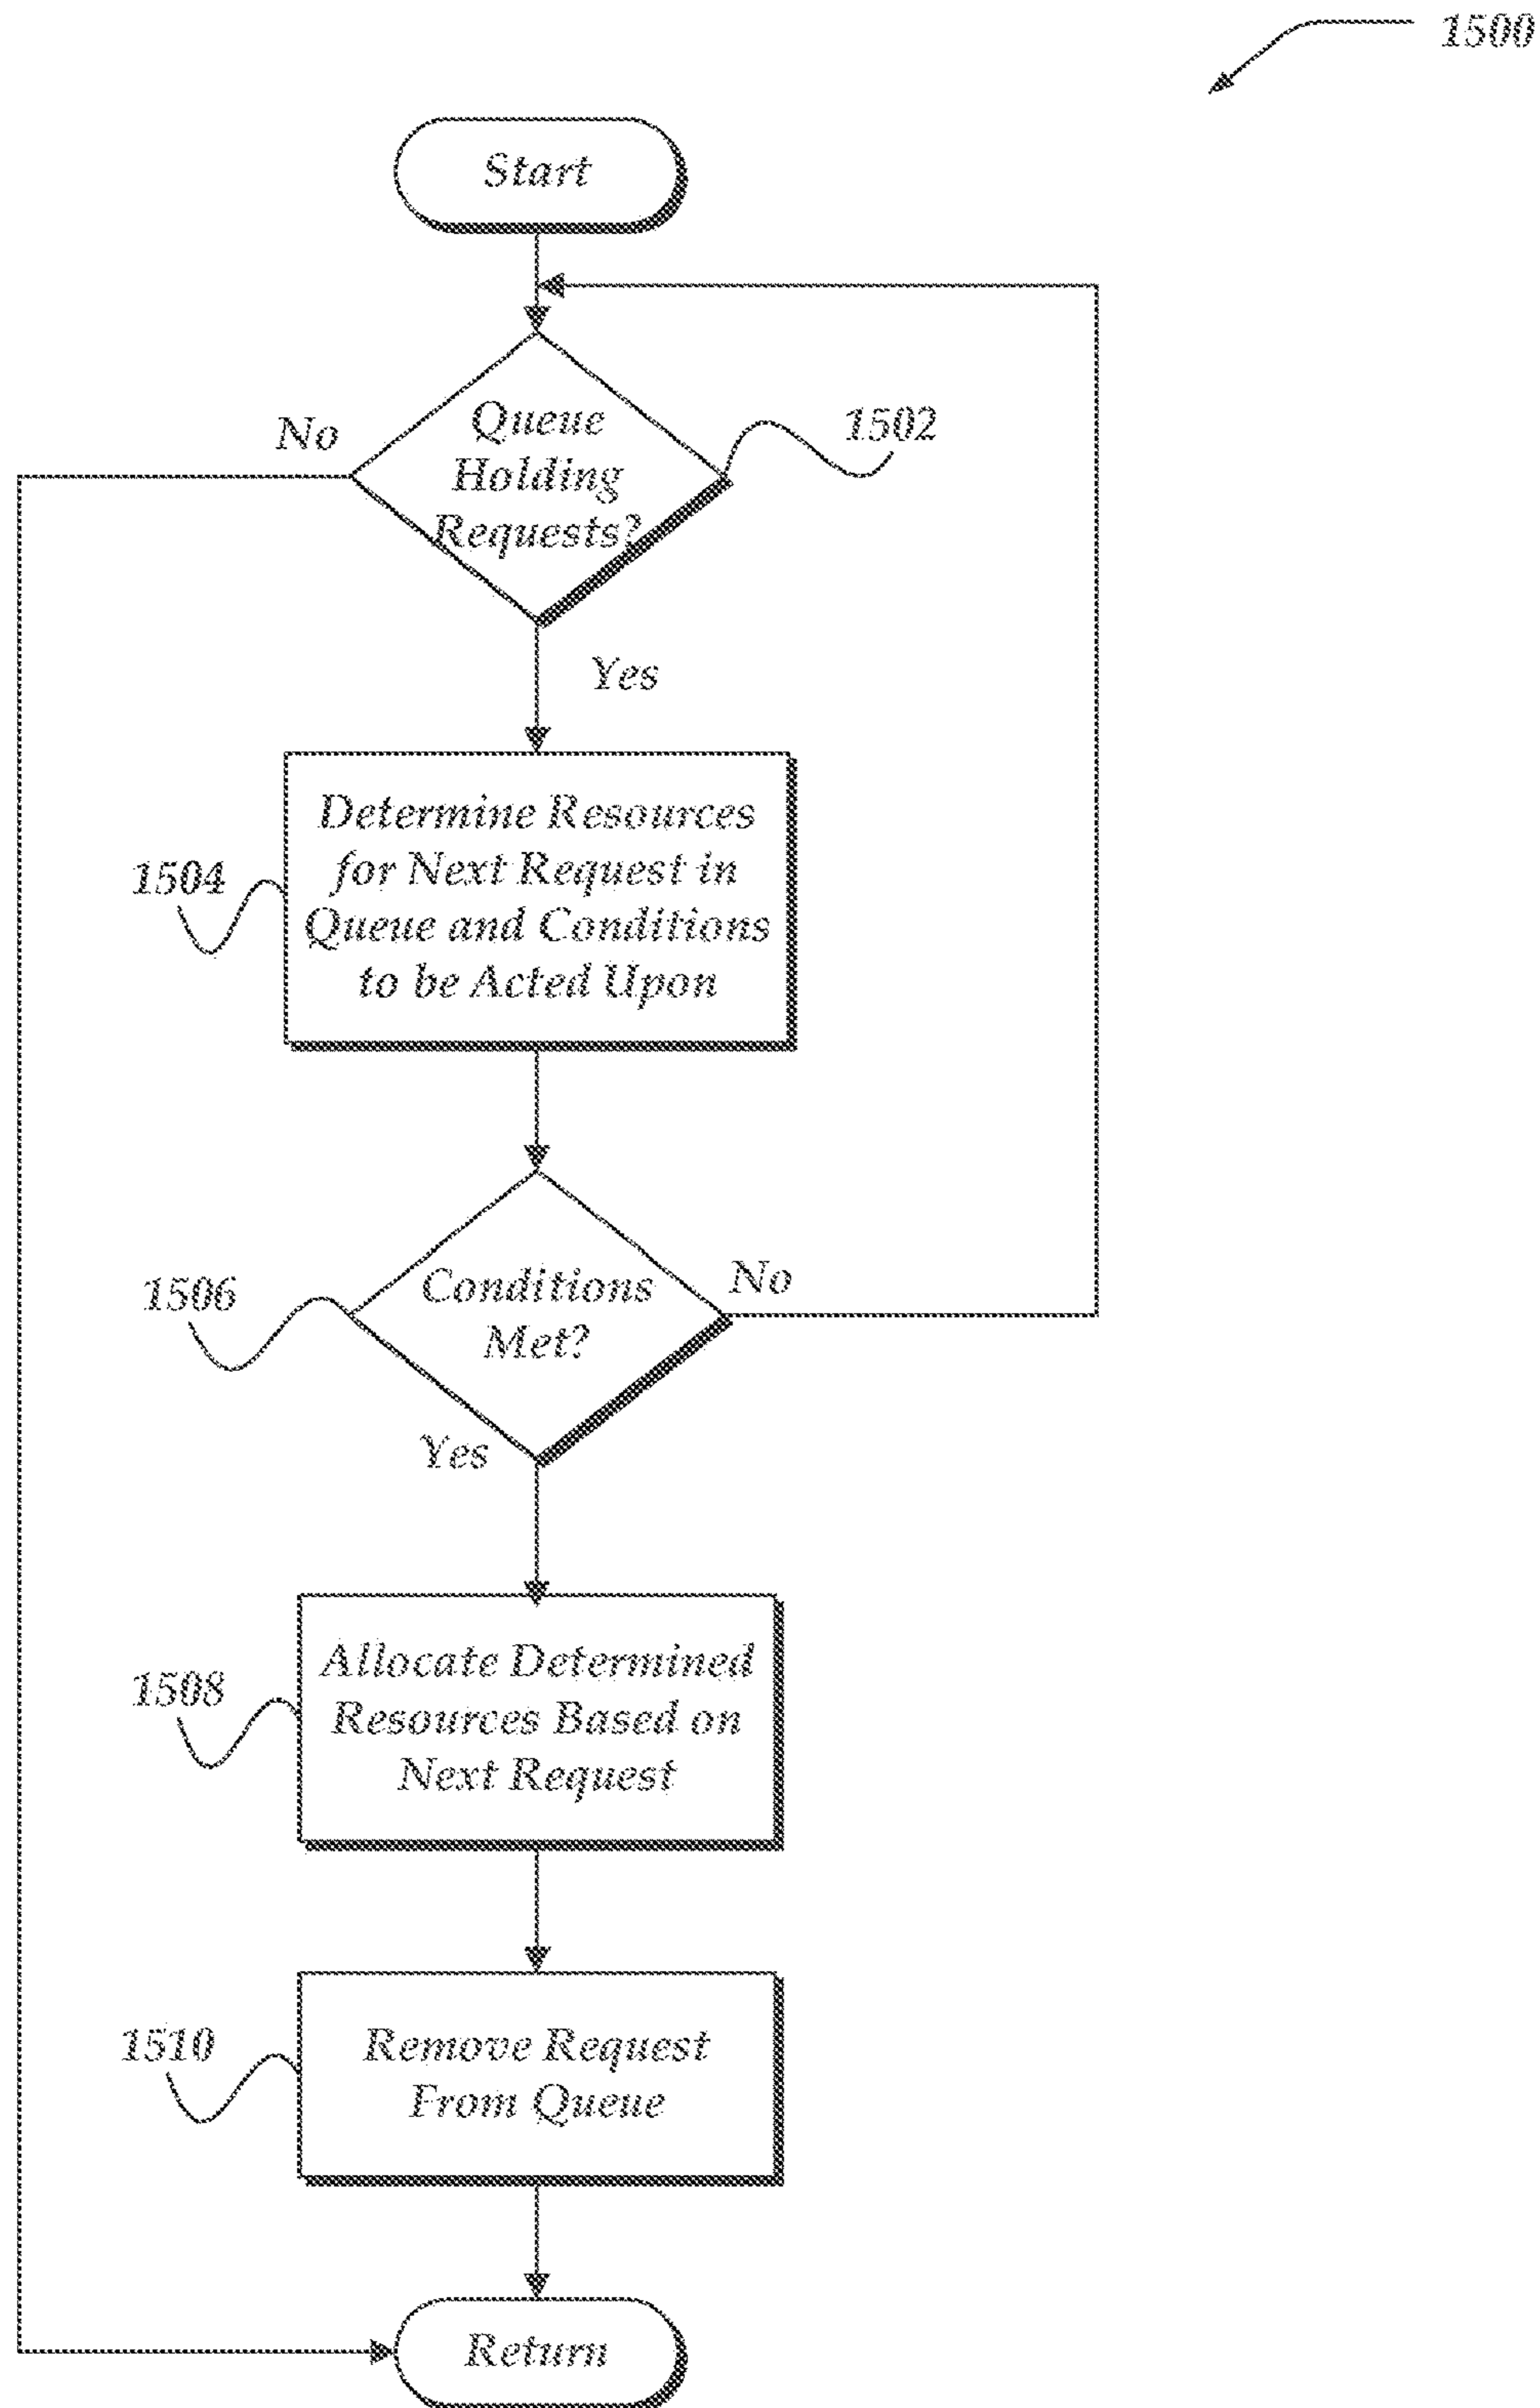 1500
Start
No
Queue
Holding
Requests?
1502
Yes
Determine Resources
for Next Request in
Queue and Conditions
to be Acted Upon
1504
Conditions
Met?
1506
No
Yes
Allocate Determined
Resources Based on
Next Request
1508
Remove Request
From Queue
1510
Return